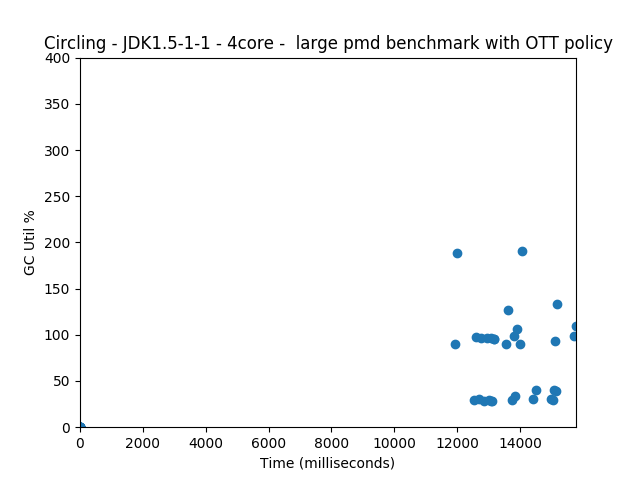 Circling - JDK1.5-1-1 - 4core -  large pmd benchmark with OTT policy
400
350
300
250
200
150
100
50
0
GC Util %
0 2000 4000 6000 8000 10000 12000 14000
Time (milliseconds)